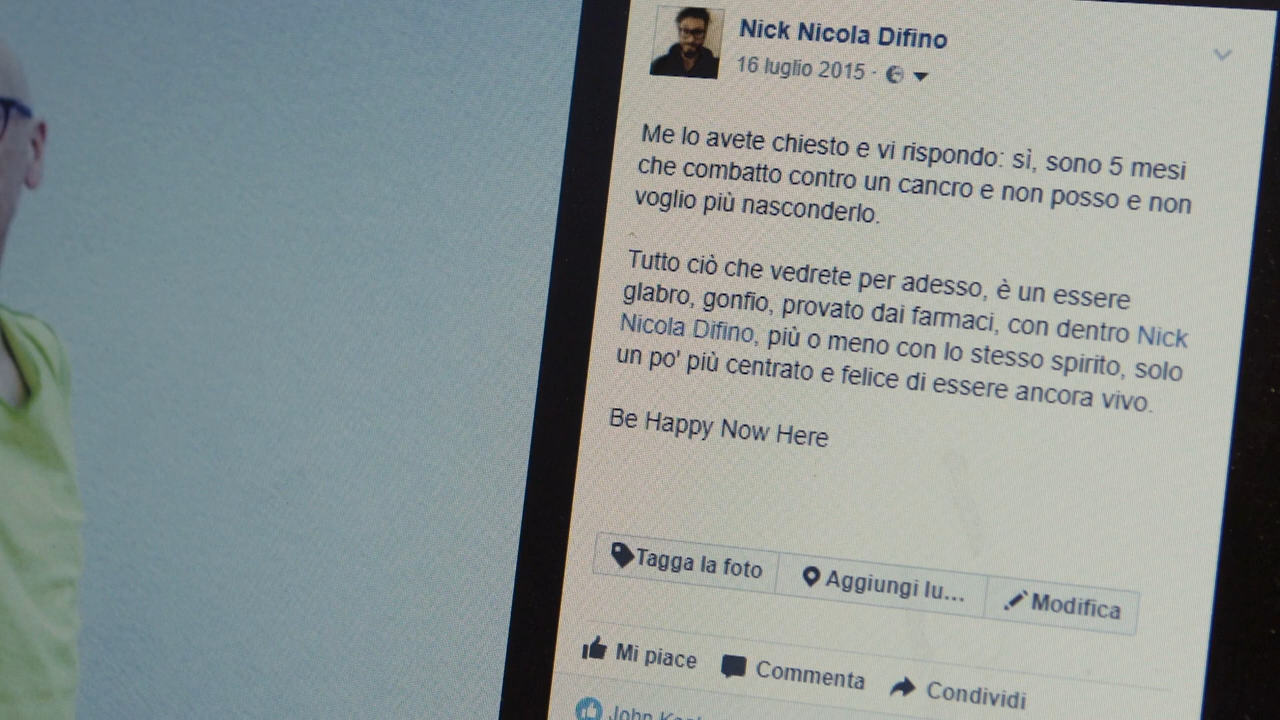 Nick Nicola Difino
16 luglio 2015 ·
Me lo avete chiesto e vi rispondo: sì, sono 5 mesi
che combatto contro un cancro e non posso e non
voglio più nasconderlo.
Tutto ciò che vedrete per adesso, è un essere
glabro, gonfio, provato dai farmaci, con dentro Nick
Nicola Difino, più o meno con lo stesso spirito, solo
un po' più centrato e felice di essere ancora vivo.
Be Happy Now Here
Tagga la foto Aggiungi lu... Modifica
Mi piace Commenta Condividi
John